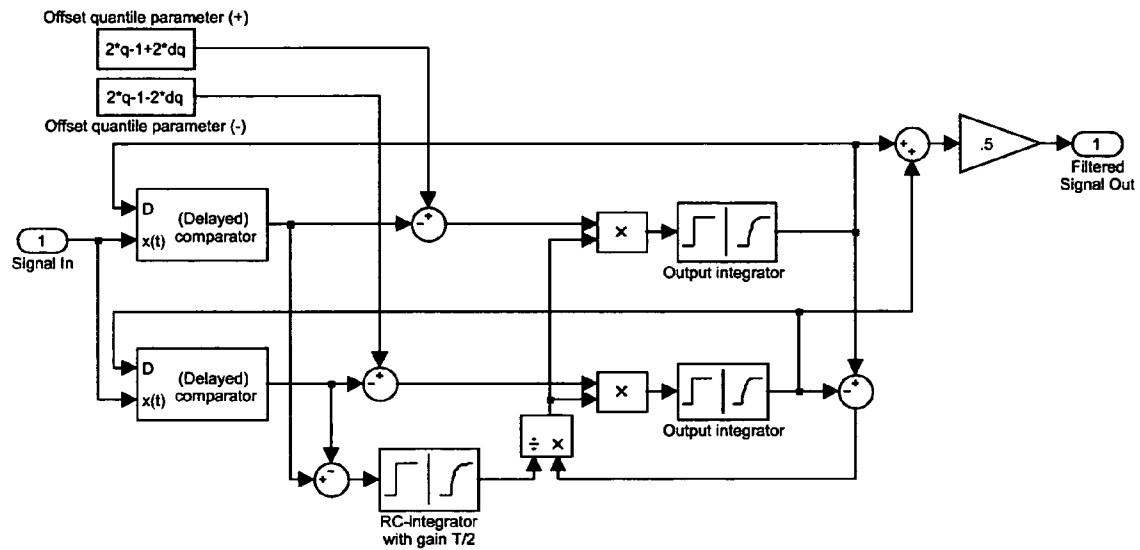 Offset quantile parameter (+)
2*q-1+2*dq
2*q-1-2*dq
Offset quantile parameter (-)
D
x(t)
(Delayed)
comparator
1
Signal In
- +
×
Output integrator
+ +
.5
1
Filtered
Signal Out
D
x(t)
(Delayed)
comparator
- +
×
Output integrator
- +
÷ ×
+ -
RC-integrator
with gain T/2